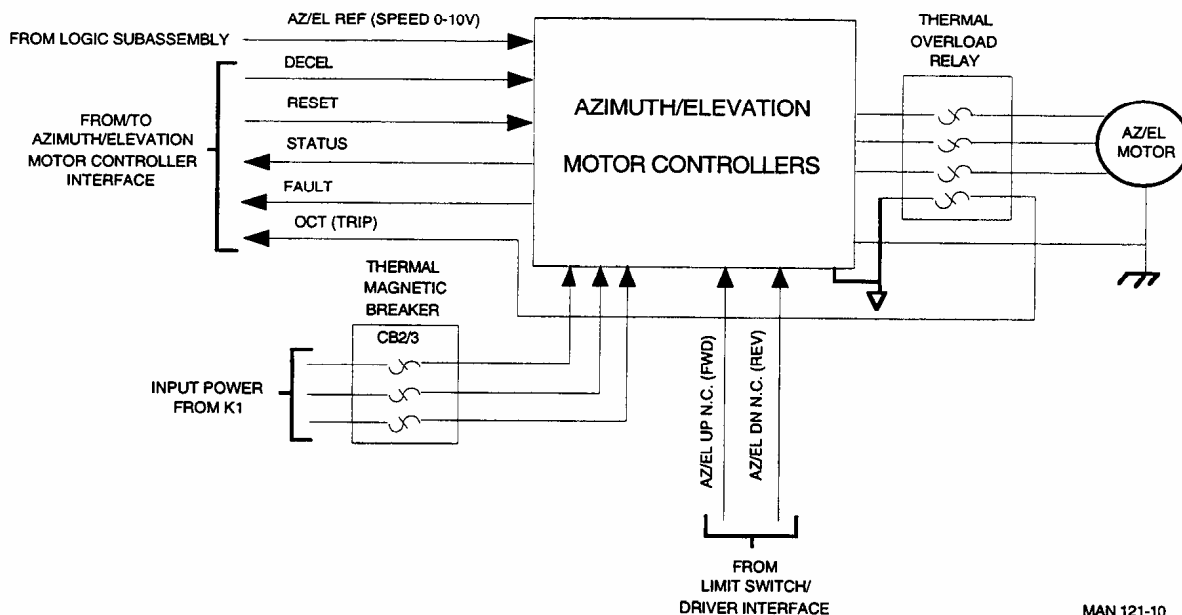 AZ/EL REF (SPEED 0-10V)
FROM LOGIC SUBASSEMBLY
DECEL
RESET
FROM/TO
AZIMUTH/ELEVATION
MOTOR CONTROLLER
INTERFACE
STATUS
FAULT
OCT (TRIP)
AZIMUTH/ELEVATION
MOTOR CONTROLLERS
THERMAL
OVERLOAD
RELAY
AZ/EL
MOTOR
THERMAL
MAGNETIC
BREAKER
CB2/3
INPUT POWER
FROM K1
AZ/EL UP N.C. (FWD)
AZ/EL DN N.C. (REV)
FROM
LIMIT SWITCH/
DRIVER INTERFACE
MAN 121-10